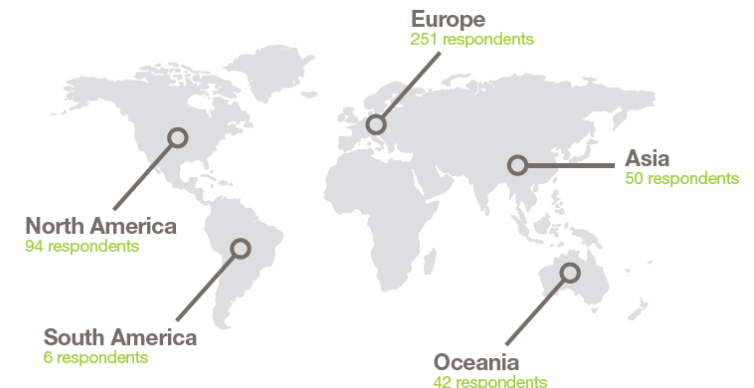 Europe
251 respondents
Asia
50 respondents
North America
94 respondents
South America
6 respondents
Oceania
42 respondents